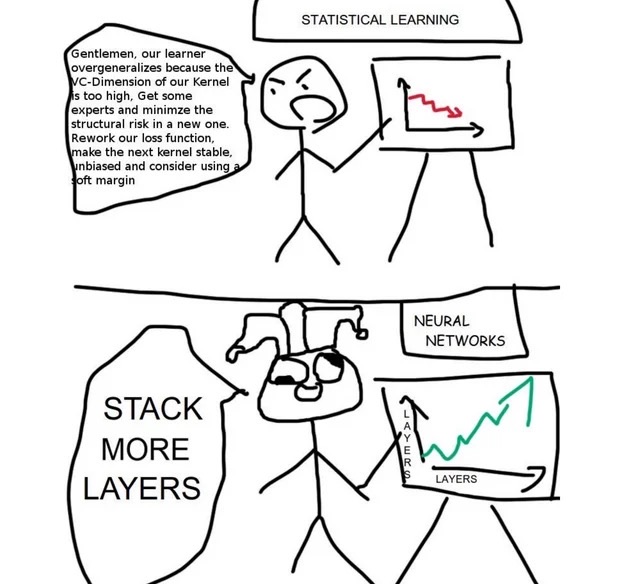 STATISTICAL LEARNING
Gentlemen, our learner
overgeneralizes because the
VC-Dimension of our Kernel
is too high, Get some
experts and minimze the
structural risk in a new one.
Rework our loss function,
make the next kernel stable,
unbiased and consider using a
soft margin
NEURAL
NETWORKS
STACK
MORE
LAYERS
LAYERS
LAYERS